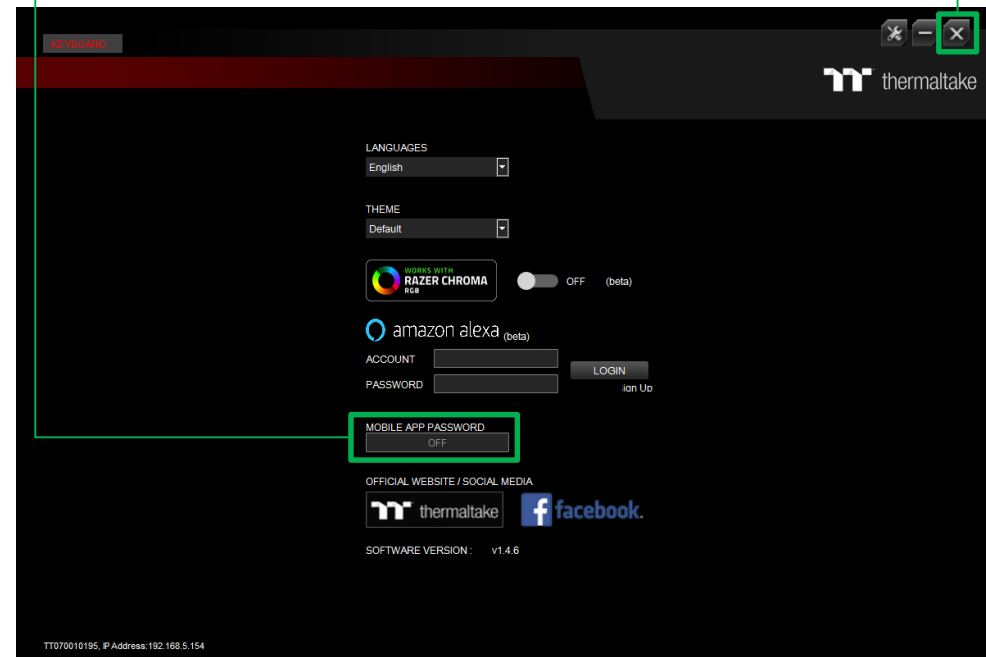 KEYBOARD
thermaltake
LANGUAGES
English
THEME
Default
WORKS WITH
RAZER CHROMA
RGB
OFF (beta)
amazon alexa (beta)
ACCOUNT
LOGIN
PASSWORD
ign Up
MOBILE APP PASSWORD
OFF
OFFICIAL WEBSITE / SOCIAL MEDIA
thermaltake
facebook.
SOFTWARE VERSION : v1.4.6
TT070010195, IP Address:192.168.5.154